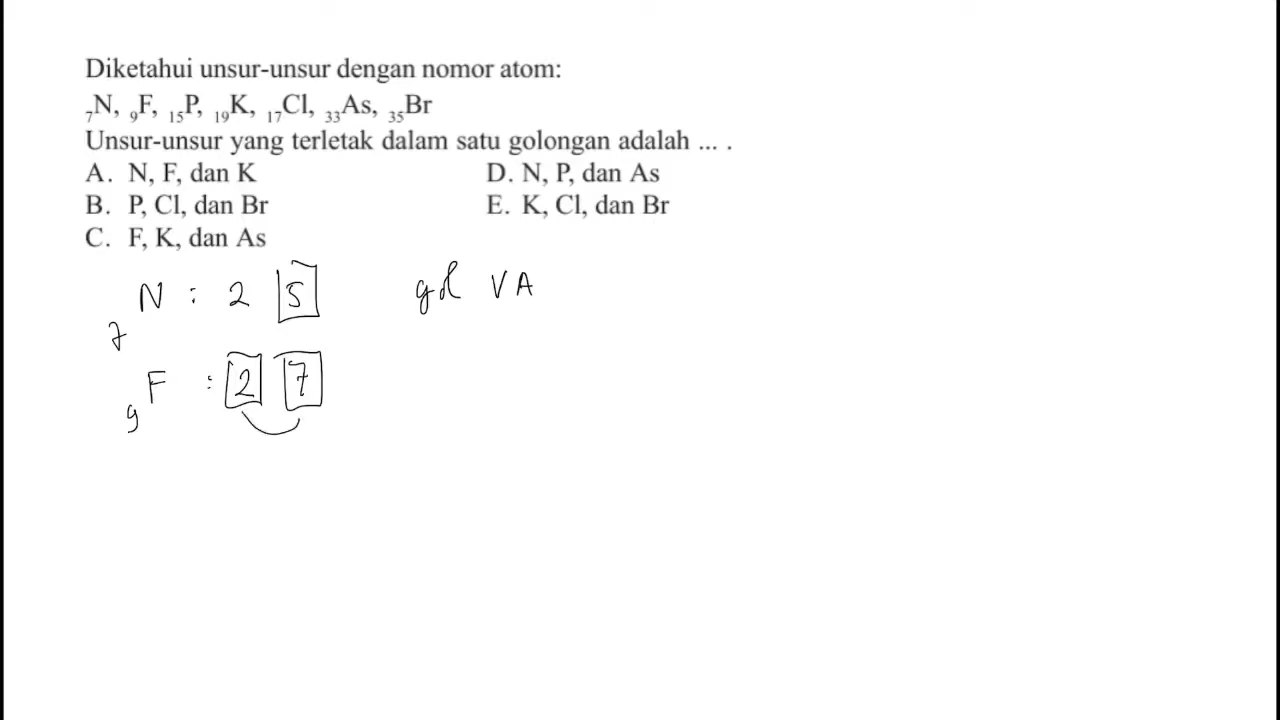 Diketahui unsur-unsur dengan nomor atom:
₇N, ₉F, ₁₅P, ₁₉K, ₁₇Cl, ₃₃As, ₃₅Br
Unsur-unsur yang terletak dalam satu golongan adalah ... .
A. N, F, dan K
B. P, Cl, dan Br
C. F, K, dan As
D. N, P, dan As
E. K, Cl, dan Br
₇N : 2 5 gol VA
₉F : 2 7